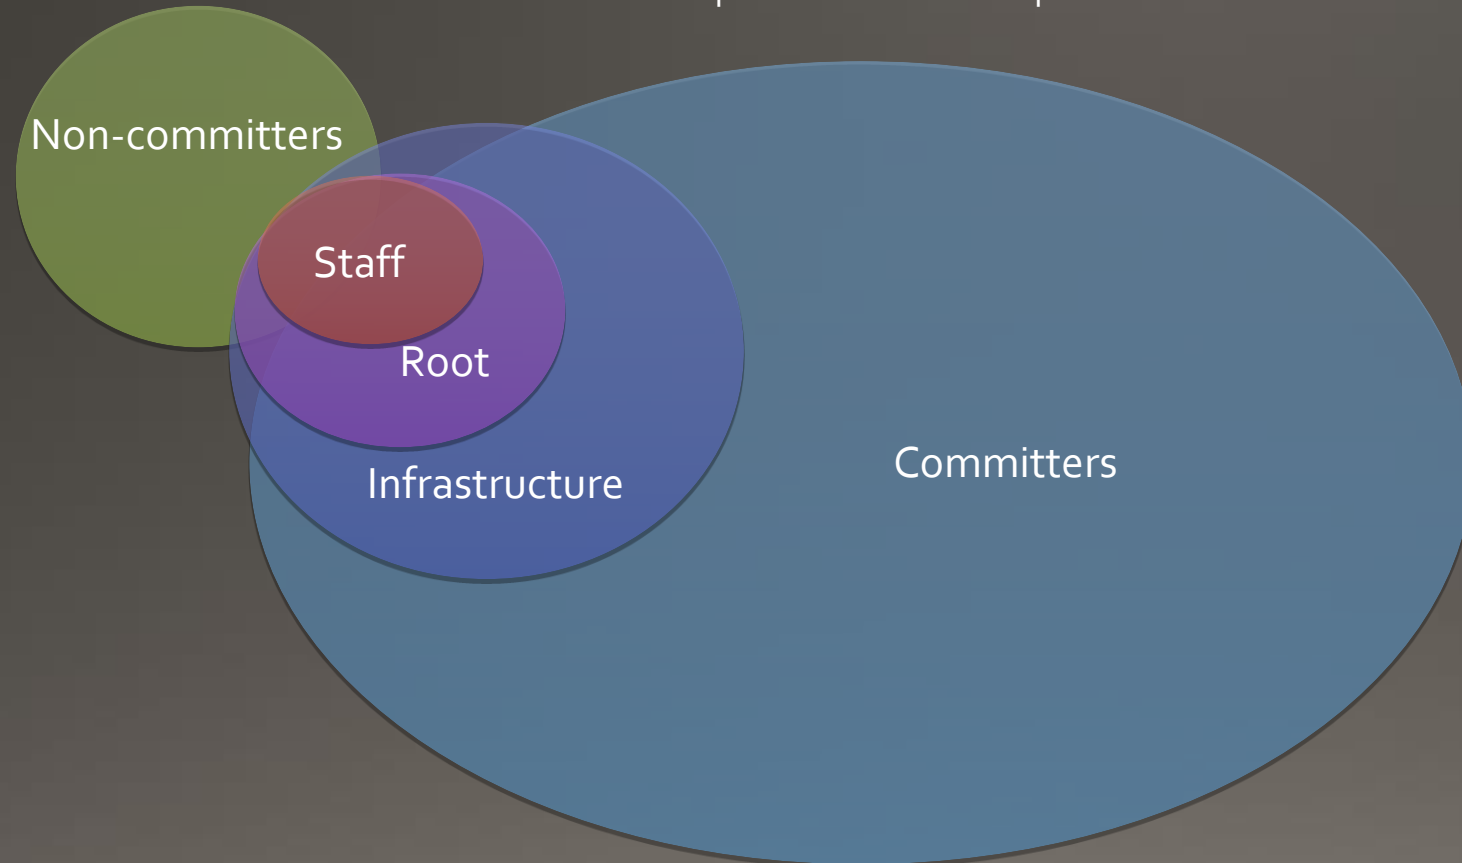 Non-committers
Staff
Root
Committers
Infrastructure